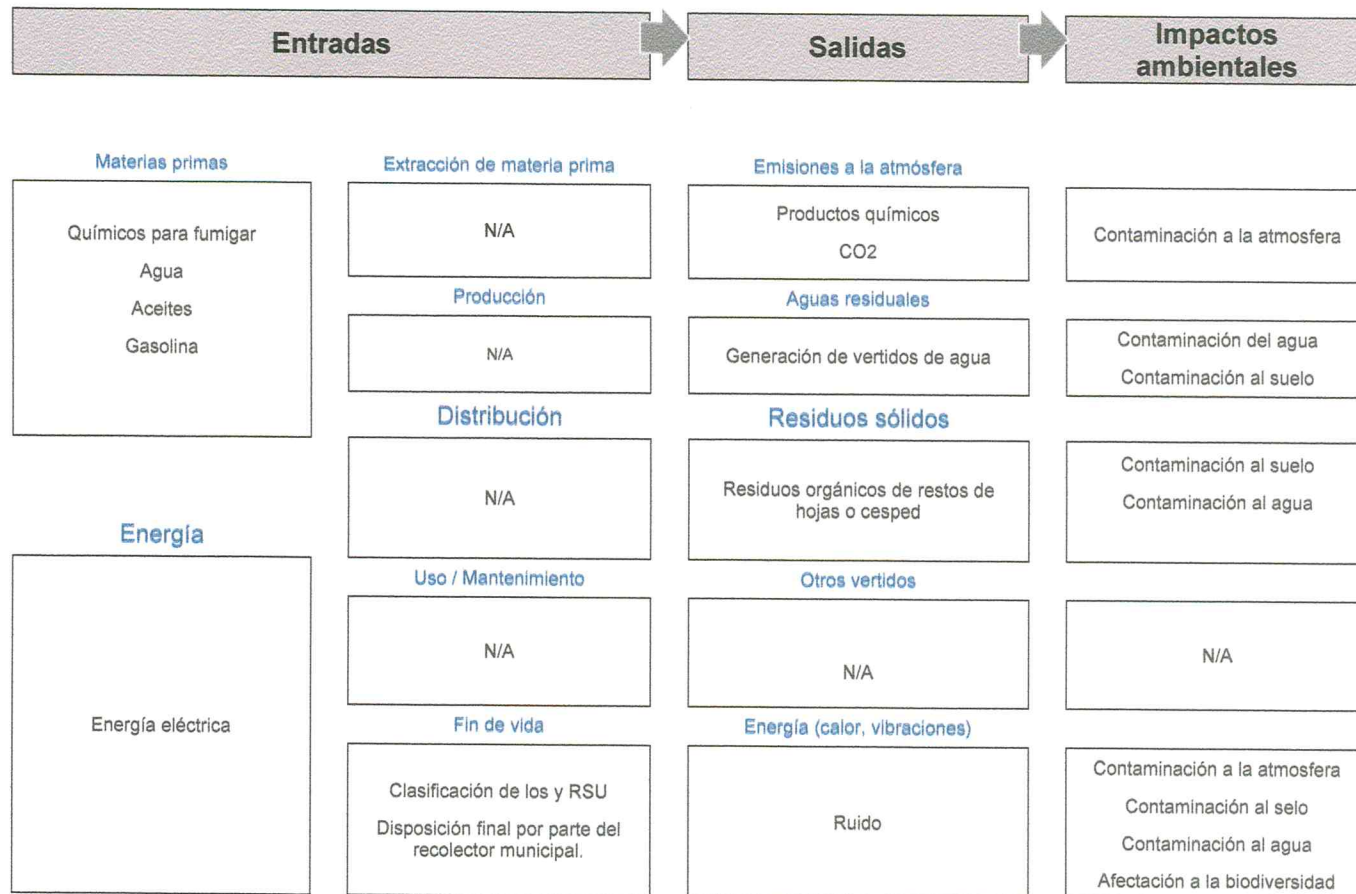 Entradas
Salidas
Impactos
ambientales
Materias primas
Químicos para fumigar
Agua
Aceites
Gasolina
Energía
Energía eléctrica
Extracción de materia prima
N/A
Producción
N/A
Distribución
N/A
Uso / Mantenimiento
N/A
Fin de vida
Clasificación de los y RSU
Disposición final por parte del
recolector municipal.
Emisiones a la atmósfera
Productos químicos
CO2
Aguas residuales
Generación de vertidos de agua
Residuos sólidos
Residuos orgánicos de restos de
hojas o cesped
Otros vertidos
N/A
Energía (calor, vibraciones)
Ruido
Contaminación a la atmosfera
Contaminación del agua
Contaminación al suelo
Contaminación al suelo
Contaminación al agua
N/A
Contaminación a la atmosfera
Contaminación al selo
Contaminación al agua
Afectación a la biodiversidad